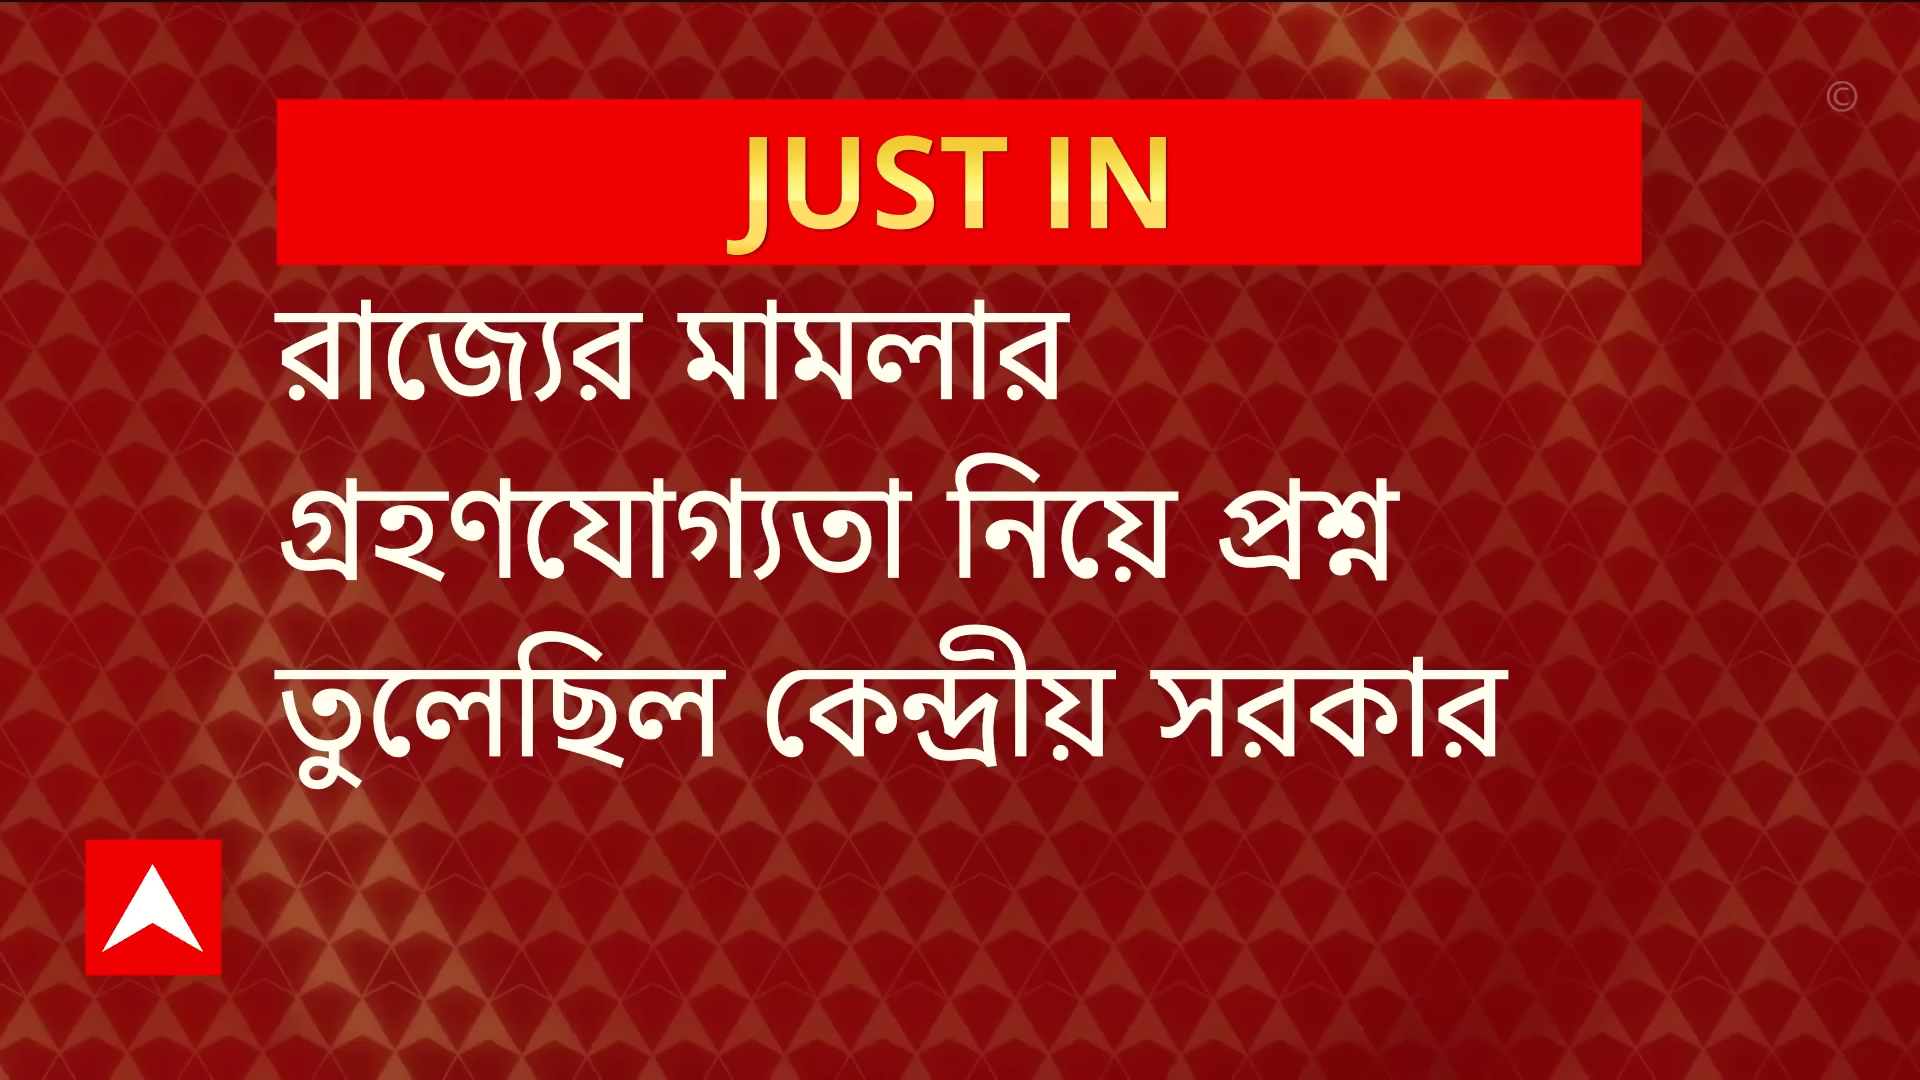 ©
JUST IN
রাজ্যের মামলার
গ্রহণযোগ্যতা নিয়ে প্রশ্ন
তুলেছিল কেন্দ্রীয় সরকার